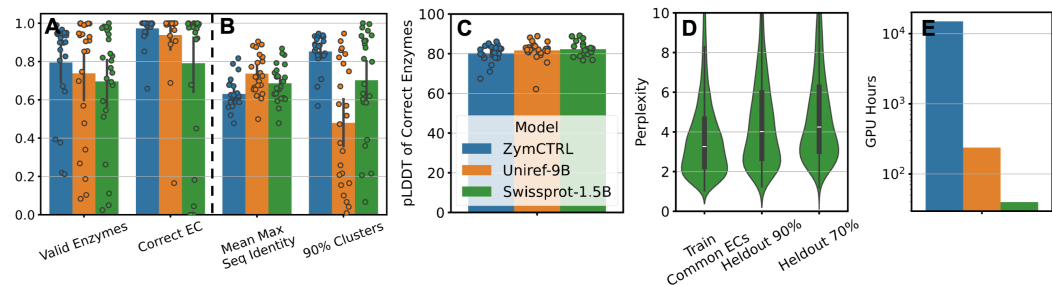 A
B
1.0
0.8
0.6
0.4
0.2
0.0
Valid Enzymes
Correct EC
Mean Max
Seq Identity
90% Clusters
C
pLDDT of Correct Enzymes
100
80
60
40
20
0
Model
ZymCTRL
Uniref-9B
Swissprot-1.5B
D
Perplexity
10
8
6
4
2
0
Train
Common ECs
Heldout 90%
Heldout 70%
E
GPU Hours
10⁴
10³
10²